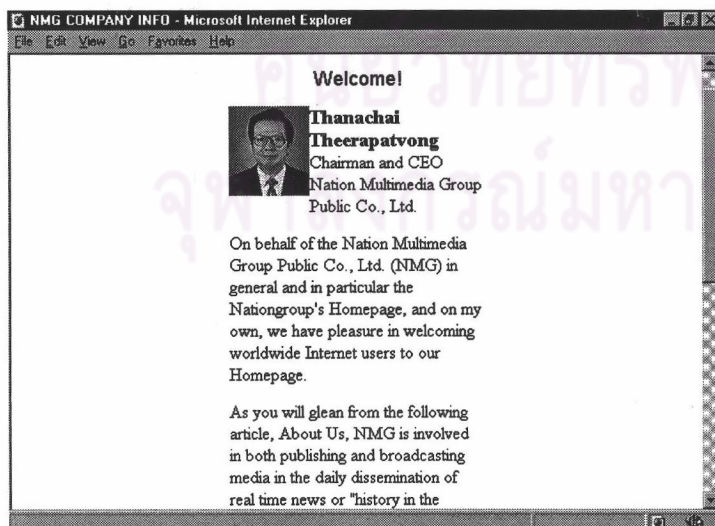 NMG COMPANY INFO - Microsoft Internet Explorer
File Edit View Go Favorites Help
Welcome!
Thanachai
Theerapatvong
Chairman and CEO
Nation Multimedia Group
Public Co., Ltd.
On behalf of the Nation Multimedia
Group Public Co., Ltd. (NMG) in
general and in particular the
Nationgroup's Homepage, and on my
own, we have pleasure in welcoming
worldwide Internet users to our
Homepage.
As you will glean from the following
article, About Us, NMG is involved
in both publishing and broadcasting
media in the daily dissemination of
real time news or "history in the